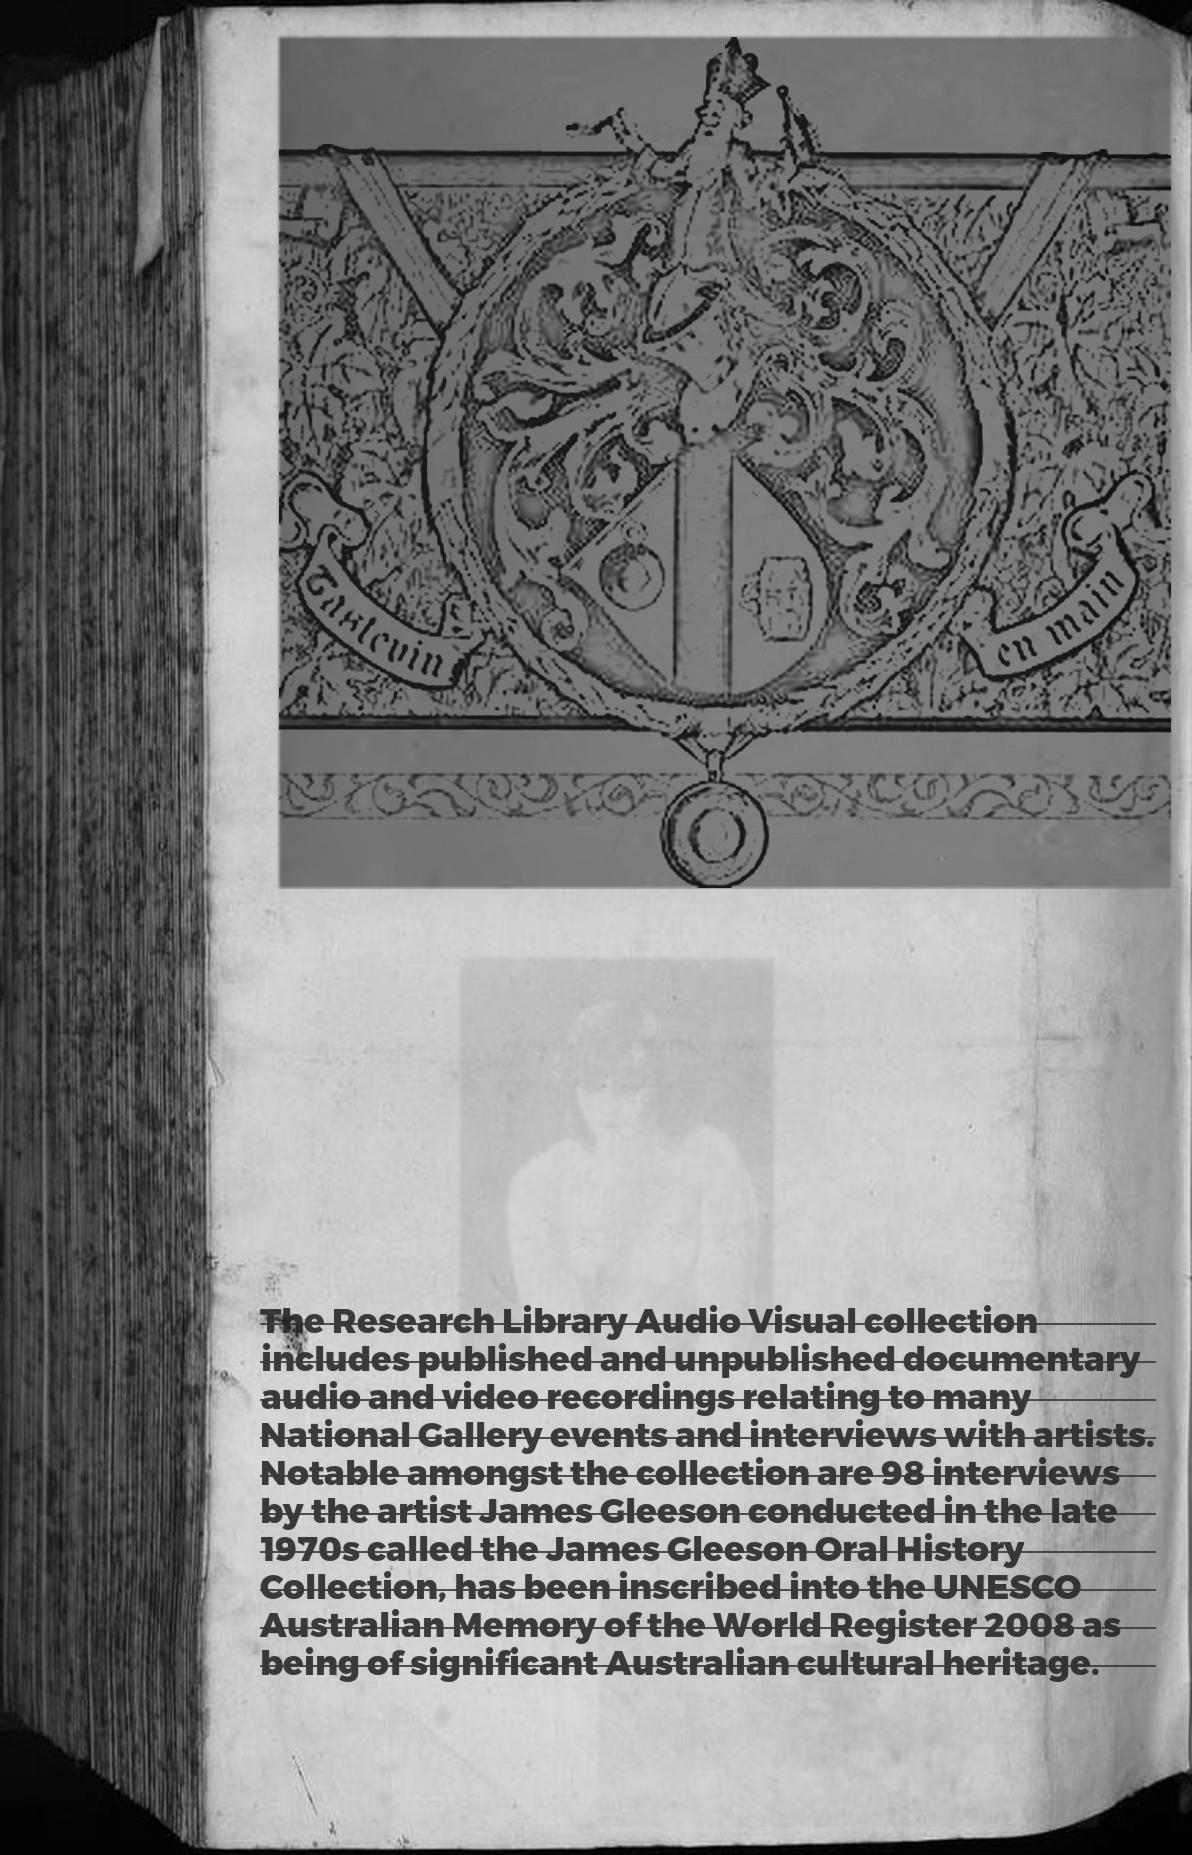 Tastevin
en main
The Research Library Audio Visual collection
includes published and unpublished documentary
audio and video recordings relating to many
National Gallery events and interviews with artists.
Notable amongst the collection are 98 interviews
by the artist James Gleeson conducted in the late
1970s called the James Gleeson Oral History
Collection, has been inscribed into the UNESCO
Australian Memory of the World Register 2008 as
being of significant Australian cultural heritage.